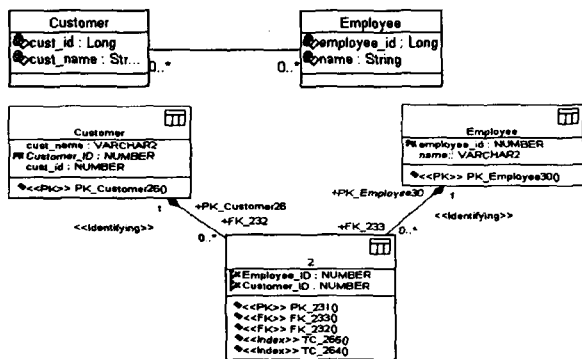 Customer
cust_id : Long
cust_name : Str...
0..*
Employee
employee_id : Long
name : String
0..*
Customer
cust_name : VARCHAR2
Customer_ID : NUMBER
cust_id : NUMBER
<<PK>> PK_Customer26()
Employee
employee_id : NUMBER
name : VARCHAR2
<<PK>> PK_Employee30()
1
+PK_Customer26
<<Identifying>>
+FK_232
0..*
+PK_Employee30
1
<<Identifying>>
+FK_233
0..*
2
Employee_ID : NUMBER
Customer_ID : NUMBER
<<PK>> PK_231()
<<FK>> FK_233()
<<FK>> FK_232()
<<Index>> TC_266()
<<Index>> TC_264()